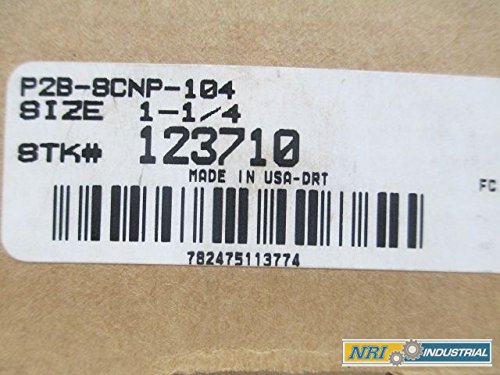 P2B-SCNP-104
SIZE 1-1/4
STK# 123710
MADE IN USA-DRT
FC
782475113774
NRI INDUSTRIAL